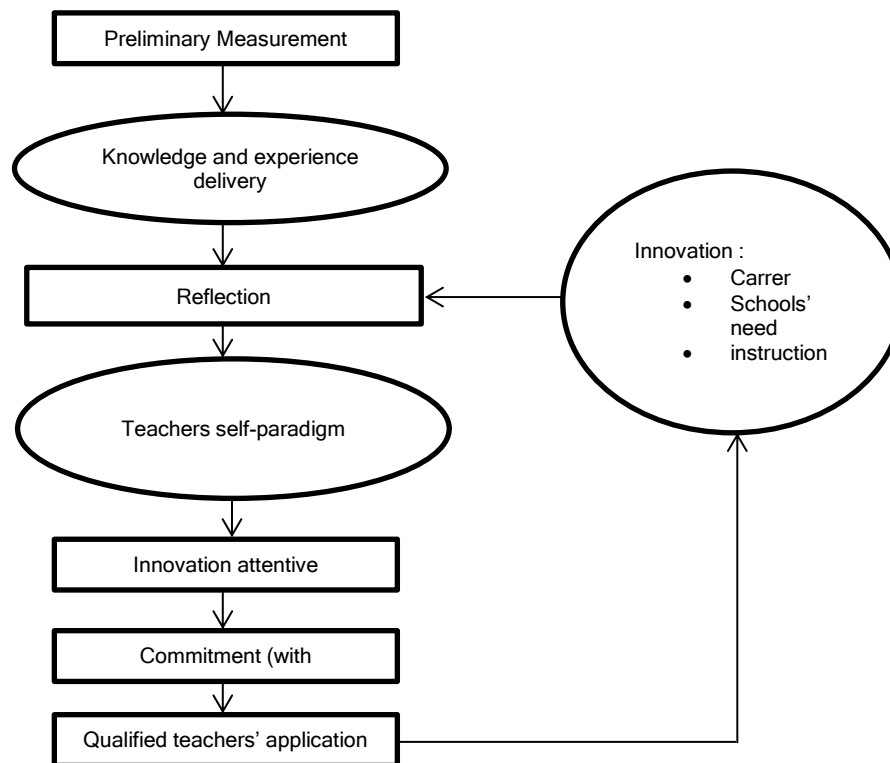 Preliminary Measurement
Knowledge and experience
delivery
Reflection
Teachers self-paradigm
Innovation attentive
Commitment (with
Qualified teachers’ application
Innovation :
• Carrer
• Schools’
need
• instruction